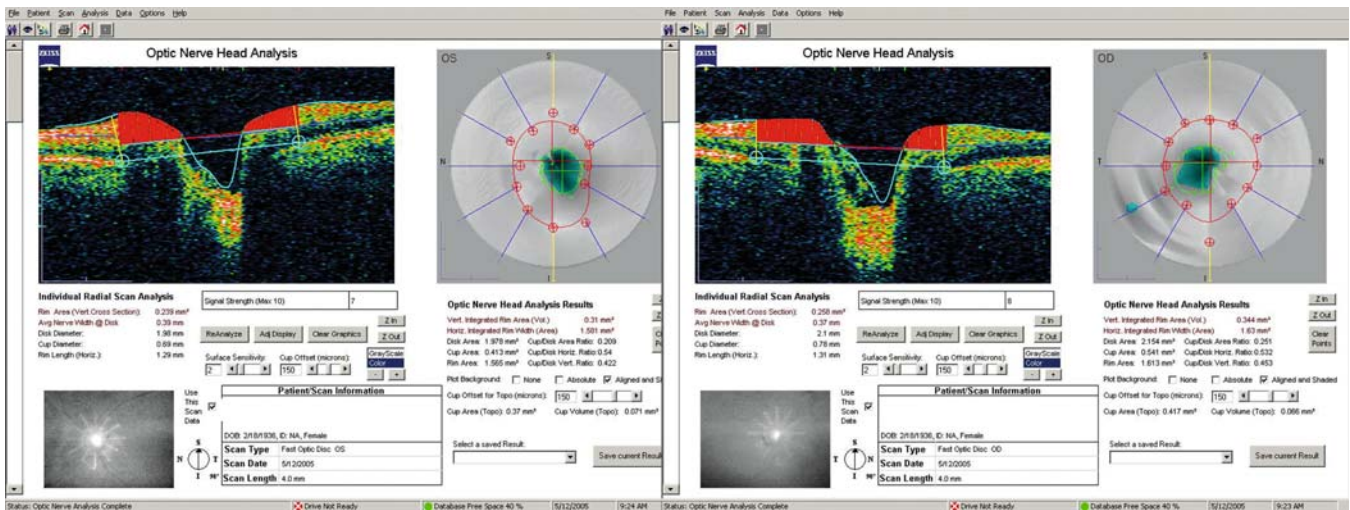 File Patient Scan Analysis Data Options Help
ZEISS
Optic Nerve Head Analysis
OS
S
N
I
Individual Radial Scan Analysis
Rim Area (Vert.Cross Section): 0.239 mm²
Avg Nerve Width @ Disk: 0.39 mm
Disk Diameter: 1.98 mm
Cup Diameter: 0.69 mm
Rim Length (Horiz.): 1.29 mm
Signal Strength (Max 10) 7
ReAnalyze Adj Display Clear Graphics
Z In
Z Out
Surface Sensitivity: Cup Offset (microns):
2 150
GrayScale
Color
- +
Optic Nerve Head Analysis Results
Vert. Integrated Rim Area (Vol.) 0.31 mm³
Horiz. Integrated Rim Width (Area) 1.581 mm²
Disk Area: 1.978 mm² Cup/Disk Area Ratio: 0.209
Cup Area: 0.413 mm² Cup/Disk Horiz. Ratio: 0.54
Rim Area: 1.565 mm² Cup/Disk Vert. Ratio: 0.422
Plot Background: None Absolute Aligned and Sh
Cup Offset for Topo (microns): 150
Cup Area (Topo): 0.37 mm² Cup Volume (Topo): 0.071 mm³
Select a saved Result:
Save current Result
Use
This
Scan
Data
Patient/Scan Information
DOB: 2/18/1936, ID: NA, Female
Scan Type Fast Optic Disc OS
Scan Date 5/12/2005
Scan Length 4.0 mm
S
N T
I 90°
Status: Optic Nerve Analysis Complete Drive Not Ready Database Free Space 40 % 5/12/2005 9:24 AM
File Patient Scan Analysis Data Options Help
ZEISS
Optic Nerve Head Analysis
OD
S
T N
I
Individual Radial Scan Analysis
Rim Area (Vert.Cross Section): 0.258 mm²
Avg Nerve Width @ Disk: 0.37 mm
Disk Diameter: 2.1 mm
Cup Diameter: 0.78 mm
Rim Length (Horiz.): 1.31 mm
Signal Strength (Max 10)
ReAnalyze Adj Display Clear Graphics
Z In
Z Out
Surface Sensitivity: Cup Offset (microns):
2 150
GrayScale
Color
- +
Optic Nerve Head Analysis Results
Vert. Integrated Rim Area (Vol.) 0.344 mm³
Horiz. Integrated Rim Width (Area) 1.63 mm²
Disk Area: 2.154 mm² Cup/Disk Area Ratio: 0.251
Cup Area: 0.541 mm² Cup/Disk Horiz. Ratio: 0.532
Rim Area: 1.613 mm² Cup/Disk Vert. Ratio: 0.453
Z In
Z Out
Clear
Points
Plot Background: None Absolute Aligned and Shaded
Cup Offset for Topo (microns): 150
Cup Area (Topo): 0.417 mm² Cup Volume (Topo): 0.066 mm³
Select a saved Result:
Save current Result
Use
This
Scan
Data
Patient/Scan Information
DOB: 2/18/1936, ID: NA, Female
Scan Type Fast Optic Disc OD
Scan Date 5/12/2005
Scan Length 4.0 mm
S
T N
I 90°
Status: Optic Nerve Analysis Complete Drive Not Ready Database Free Space 40 % 5/12/2005 9:23 AM